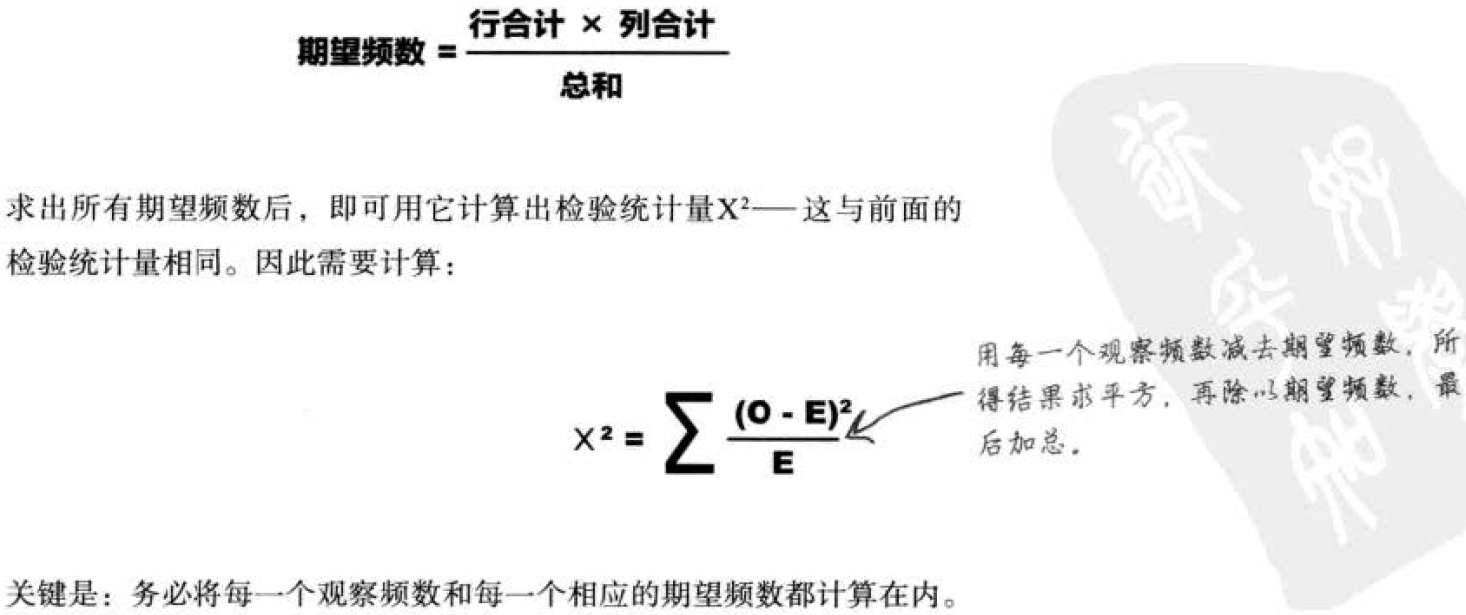 期望频数 = 行合计 × 列合计
总和
求出所有期望频数后，即可用它计算出检验统计量X²—— 这与前面的
检验统计量相同。因此需要计算：
用每一个观察频数减去期望频数，所
得结果求平方，再除以期望频数，最
后加总。
X² = ∑ (O - E)²
E
关键是：务必将每一个观察频数和每一个相应的期望频数都计算在内。